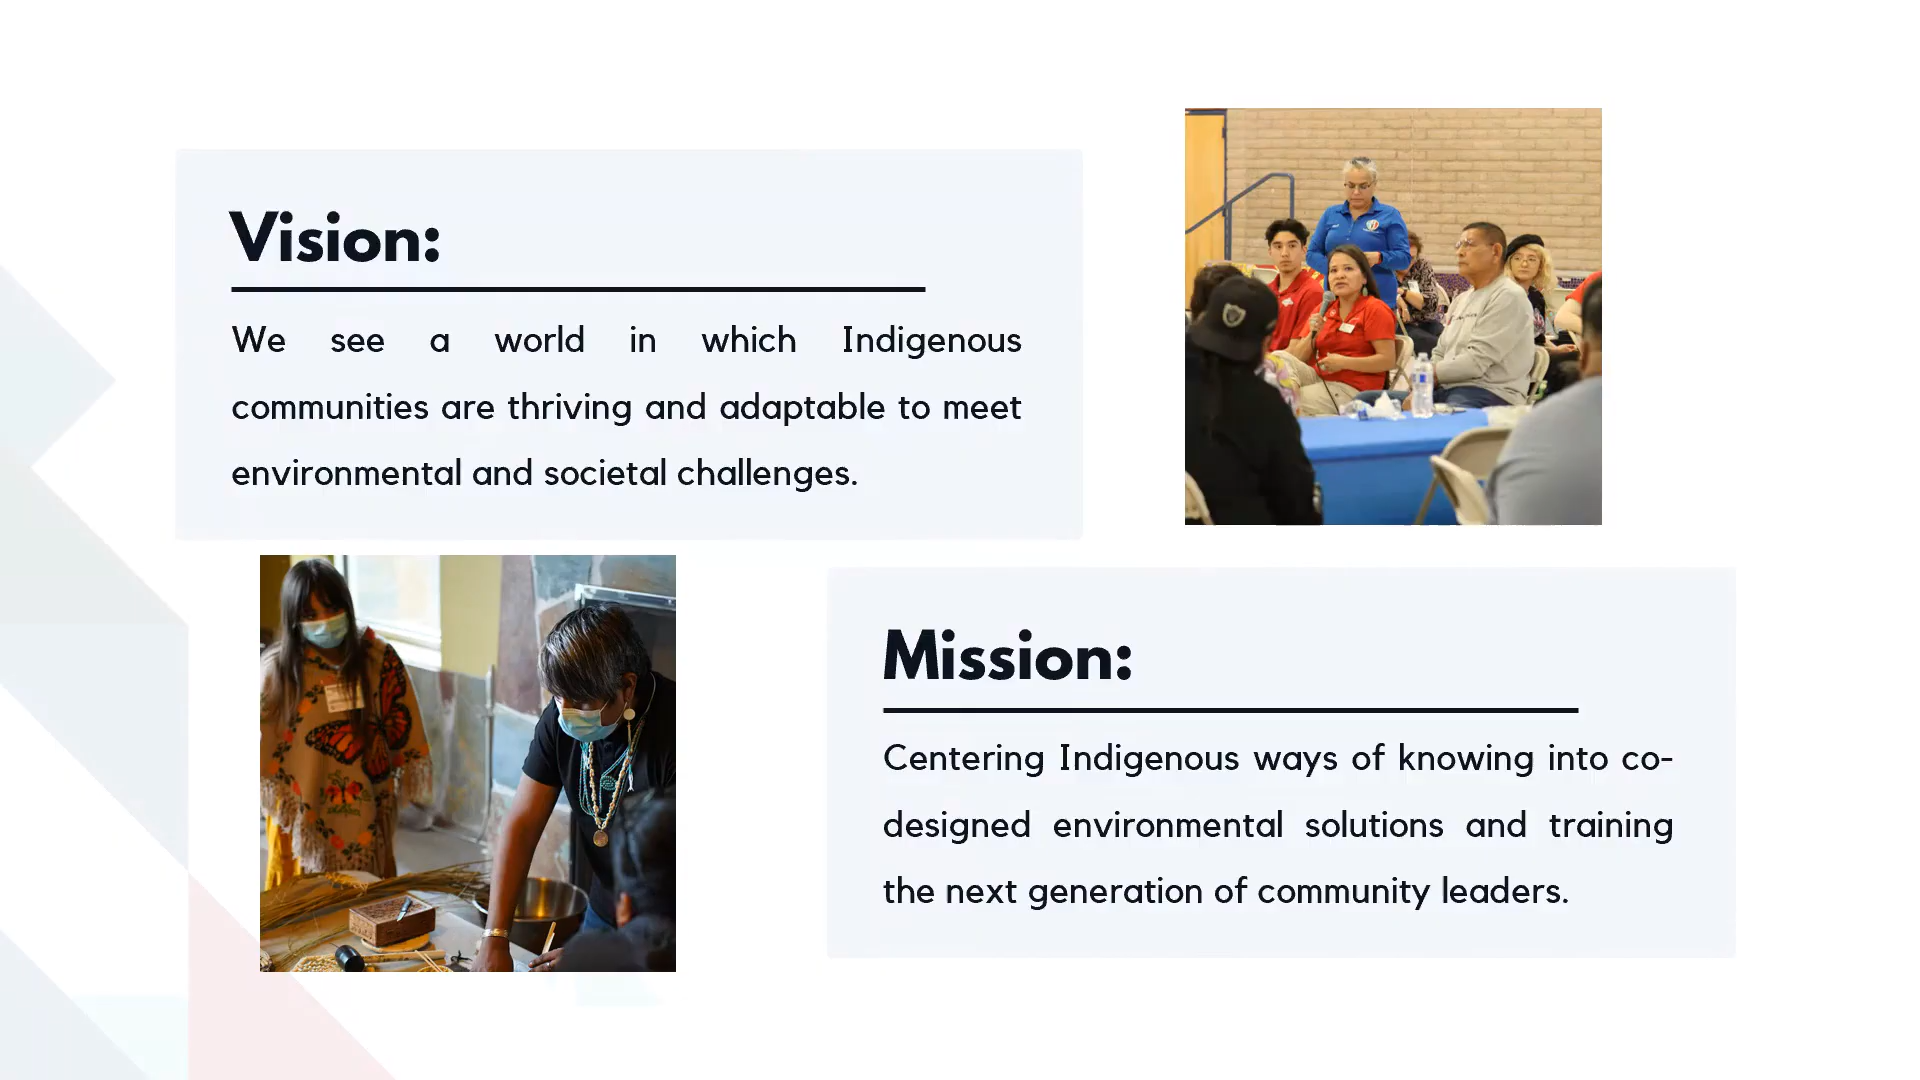 Vision:
We see a world in which Indigenous
communities are thriving and adaptable to meet
environmental and societal challenges.
Mission:
Centering Indigenous ways of knowing into co-
designed environmental solutions and training
the next generation of community leaders.